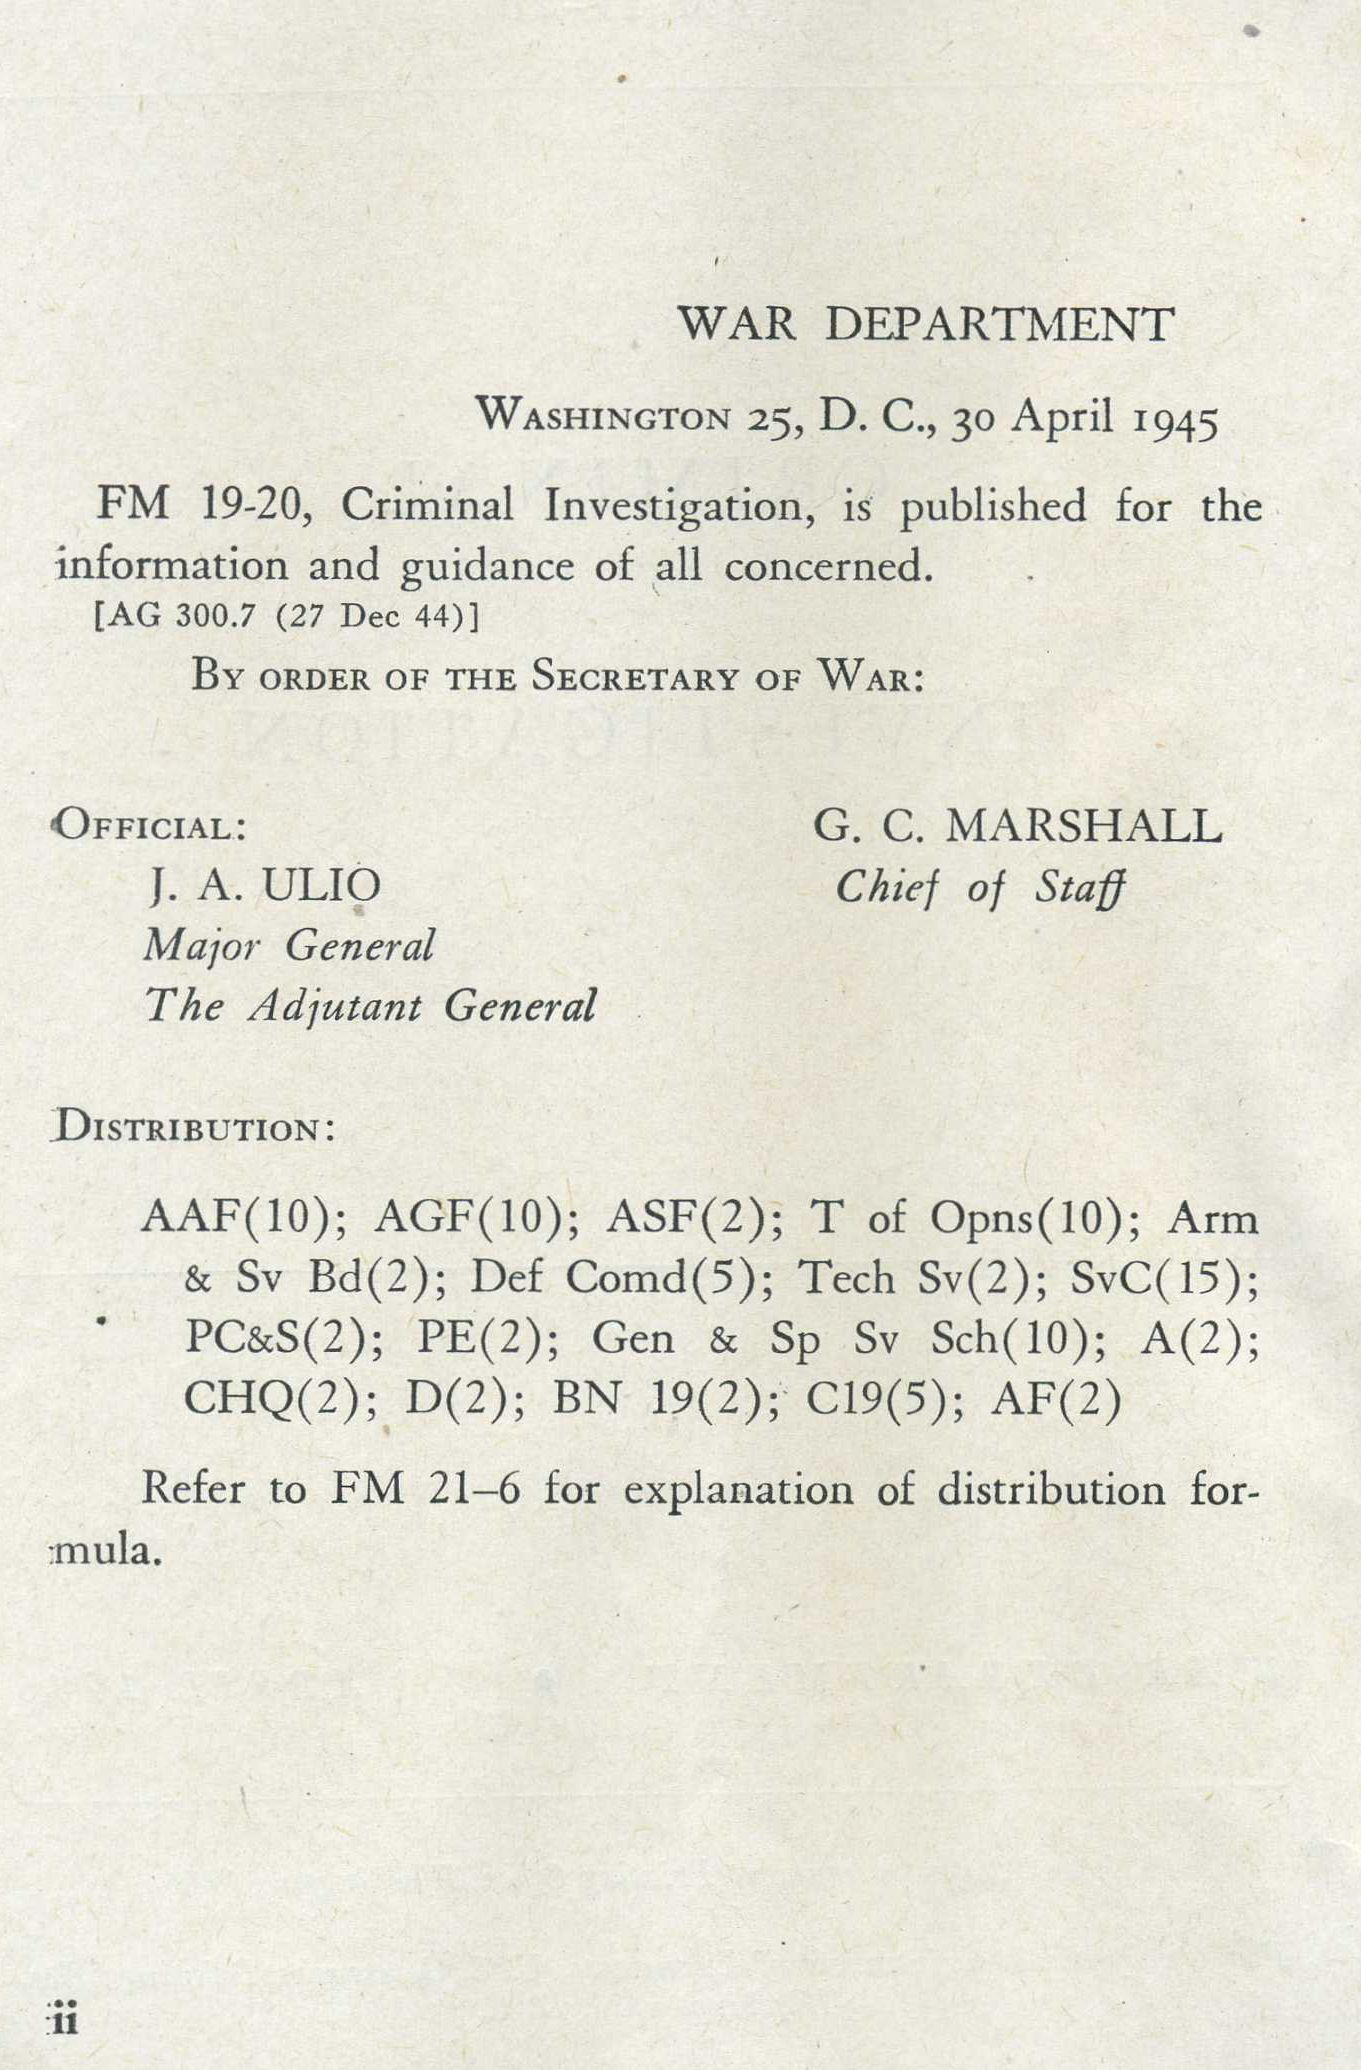 WAR DEPARTMENT
WASHINGTON 25, D. C., 30 April 1945
FM 19-20, Criminal Investigation, is published for the
information and guidance of all concerned.
[AG 300.7 (27 Dec 44)]
BY ORDER OF THE SECRETARY OF WAR:
OFFICIAL:
J. A. ULIO
Major General
The Adjutant General
G. C. MARSHALL
Chief of Staff
DISTRIBUTION:
AAF(10); AGF(10); ASF(2); T of Opns(10); Arm
& Sv Bd(2); Def Comd(5); Tech Sv(2); SvC(15);
PC&S(2); PE(2); Gen & Sp Sv Sch(10); A(2);
CHQ(2); D(2); BN 19(2); C19(5); AF(2)
Refer to FM 21–6 for explanation of distribution for-
mula.
ii